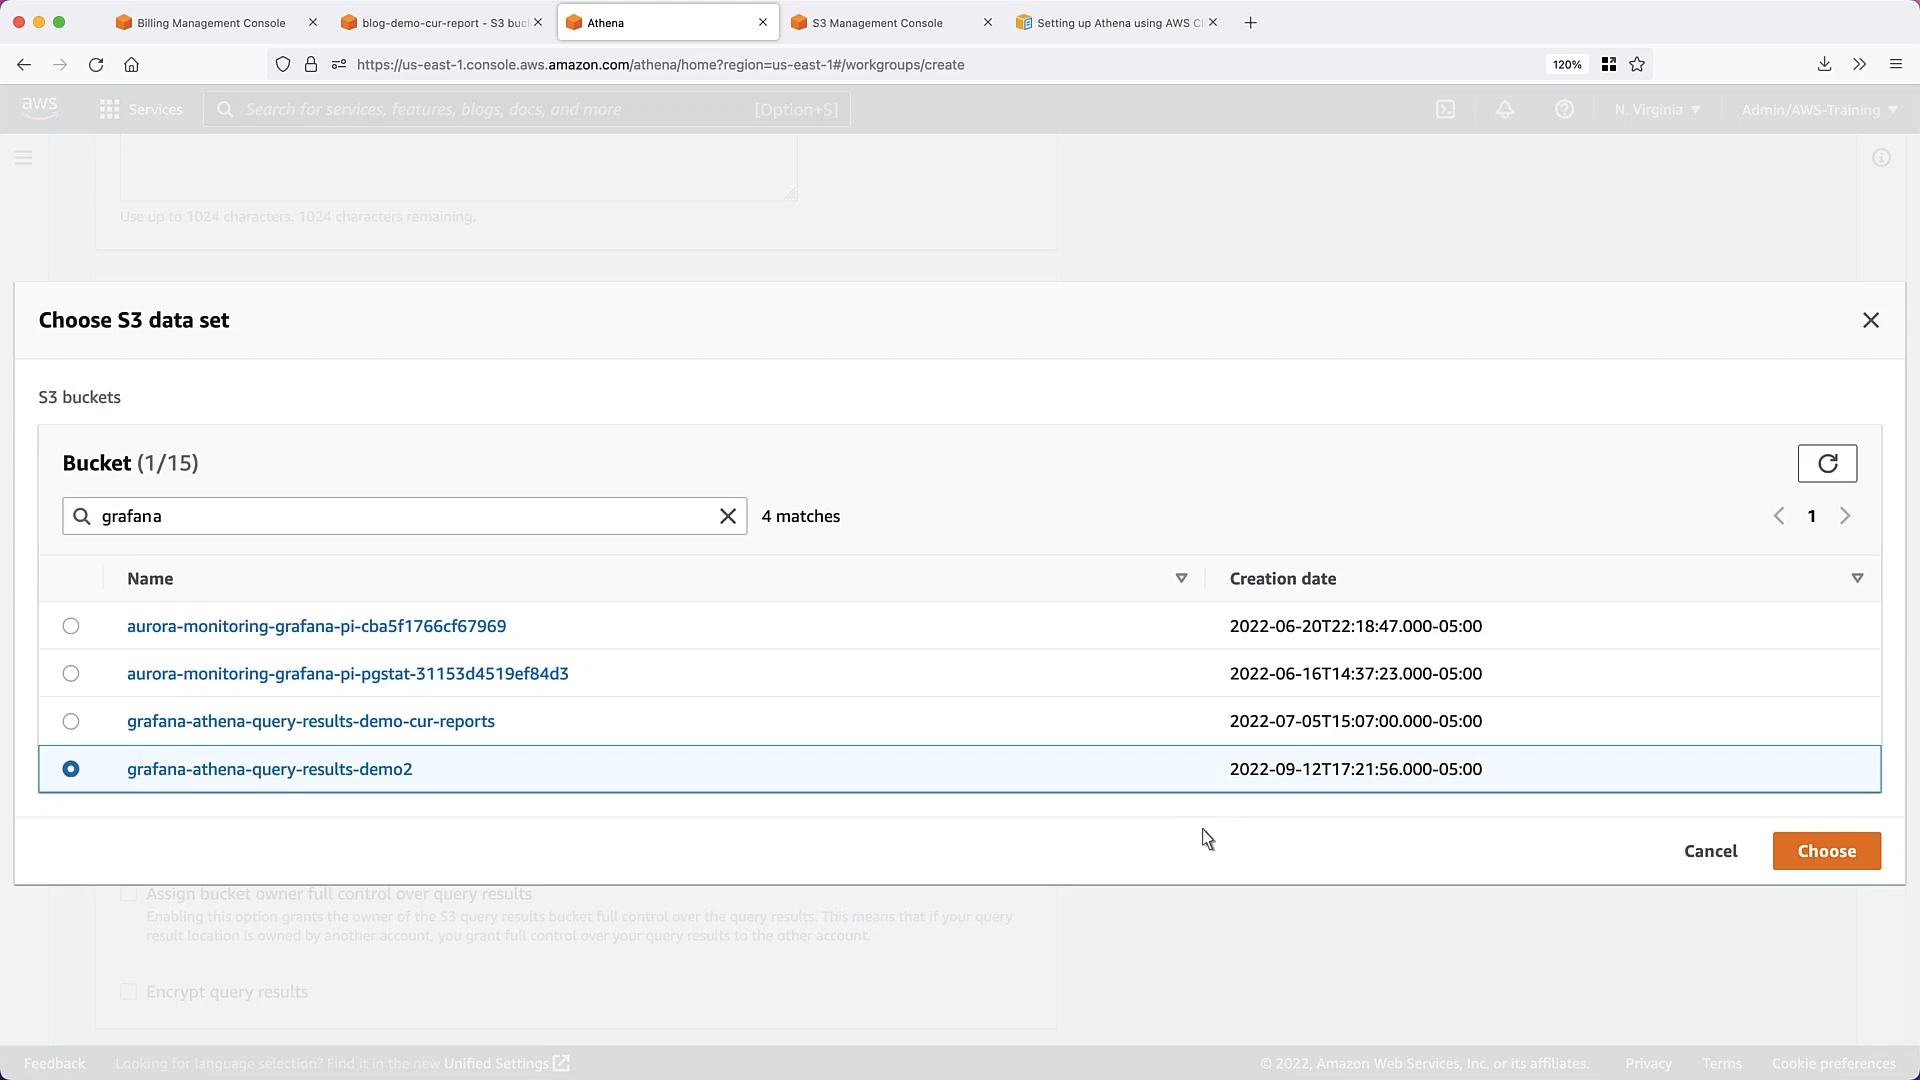 Billing Management Console
blog-demo-cur-report - S3 buc
Athena
S3 Management Console
Setting up Athena using AWS C
https://us-east-1.console.aws.amazon.com/athena/home?region=us-east-1#/workgroups/create
120%
aws
Services
Search for services, features, blogs, docs, and more
[Option+S]
N. Virginia
Admin/AWS-Training
Use up to 1024 characters. 1024 characters remaining.
Choose S3 data set
S3 buckets
Bucket (1/15)
grafana
4 matches
1
Name
Creation date
aurora-monitoring-grafana-pi-cba5f1766cf67969
2022-06-20T22:18:47.000-05:00
aurora-monitoring-grafana-pi-pgstat-31153d4519ef84d3
2022-06-16T14:37:23.000-05:00
grafana-athena-query-results-demo-cur-reports
2022-07-05T15:07:00.000-05:00
grafana-athena-query-results-demo2
2022-09-12T17:21:56.000-05:00
Cancel
Choose
Assign bucket owner full control over query results
Enabling this option grants the owner of the S3 query results bucket full control over the query results. This means that if your query
result location is owned by another account, you grant full control over your query results to the other account.
Encrypt query results
Feedback
Looking for language selection? Find it in the new Unified Settings
© 2022, Amazon Web Services, Inc. or its affiliates.
Privacy
Terms
Cookie preferences